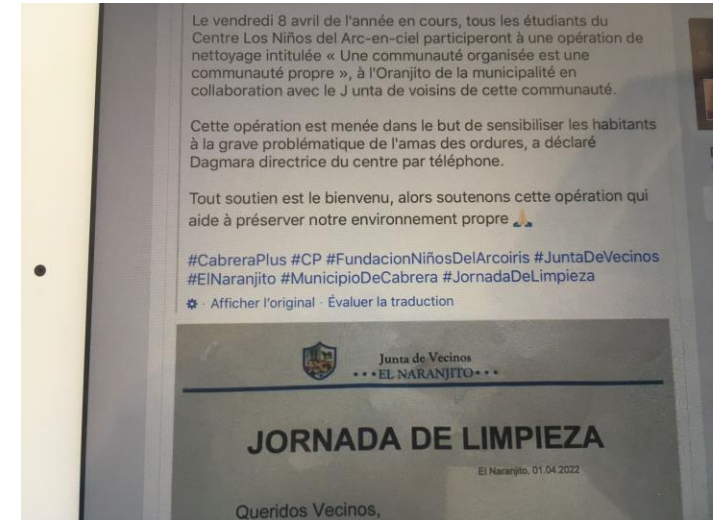 Le vendredi 8 avril de l'année en cours, tous les étudiants du
Centre Los Niños del Arc-en-ciel participeront à une opération de
nettoyage intitulée « Une communauté organisée est une
communauté propre », à l'Oranjito de la municipalité en
collaboration avec le J unta de voisins de cette communauté.
Cette opération est menée dans le but de sensibiliser les habitants
à la grave problématique de l'amas des ordures, a déclaré
Dagmara directrice du centre par téléphone.
Tout soutien est le bienvenu, alors soutenons cette opération qui
aide à préserver notre environnement propre 🙏🏼
#CabreraPlus #CP #FundacionNiñosDelArcoiris #JuntaDeVecinos
#ElNaranjito #MunicipioDeCabrera #JornadaDeLimpieza
Afficher l'original · Évaluer la traduction
Junta de Vecinos
•••EL NARANJITO•••
JORNADA DE LIMPIEZA
El Naranjito, 01.04.2022
Queridos Vecinos,